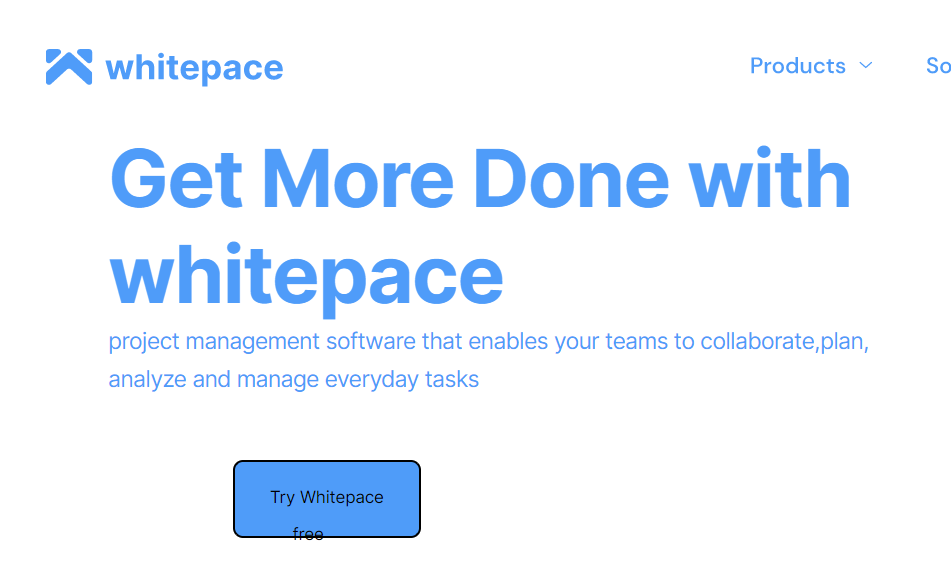 whitepace
Products
So
Get More Done with
whitepace
project management software that enables your teams to collaborate,plan,
analyze and manage everyday tasks
Try Whitepace
free